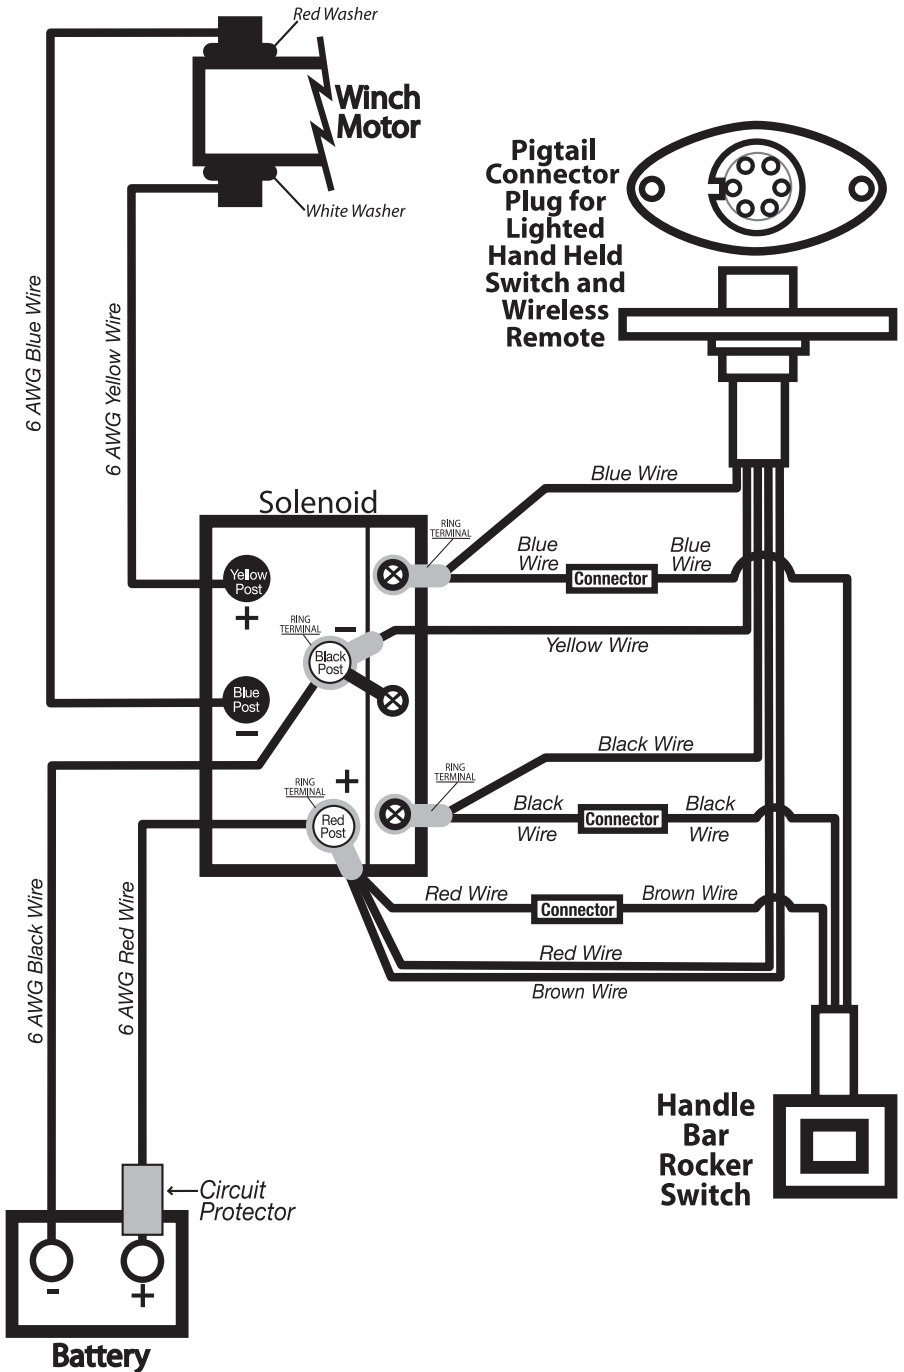 Red Washer
Winch
Motor
White Washer
Pigtail
Connector
Plug for
Lighted
Hand Held
Switch and
Wireless
Remote
6 AWG Blue Wire
6 AWG Yellow Wire
Blue Wire
Solenoid
RING
TERMINAL
Blue
Wire
Connector
Blue
Wire
Yellow
Post
+
RING
TERMINAL
−
Black
Post
Yellow Wire
Blue
Post
−
Black Wire
RING
TERMINAL
+
RING
TERMINAL
Red
Post
Black
Wire
Connector
Black
Wire
Red Wire
Connector
Brown Wire
Red Wire
Brown Wire
6 AWG Black Wire
6 AWG Red Wire
Handle
Bar
Rocker
Switch
Circuit
Protector
-
+
Battery